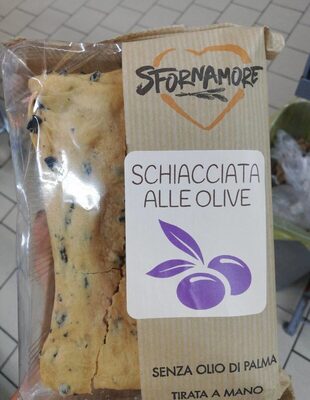 SFORNAMORE
SCHIACCIATA
ALLE OLIVE
SENZA OLIO DI PALMA
TIRATA A MANO